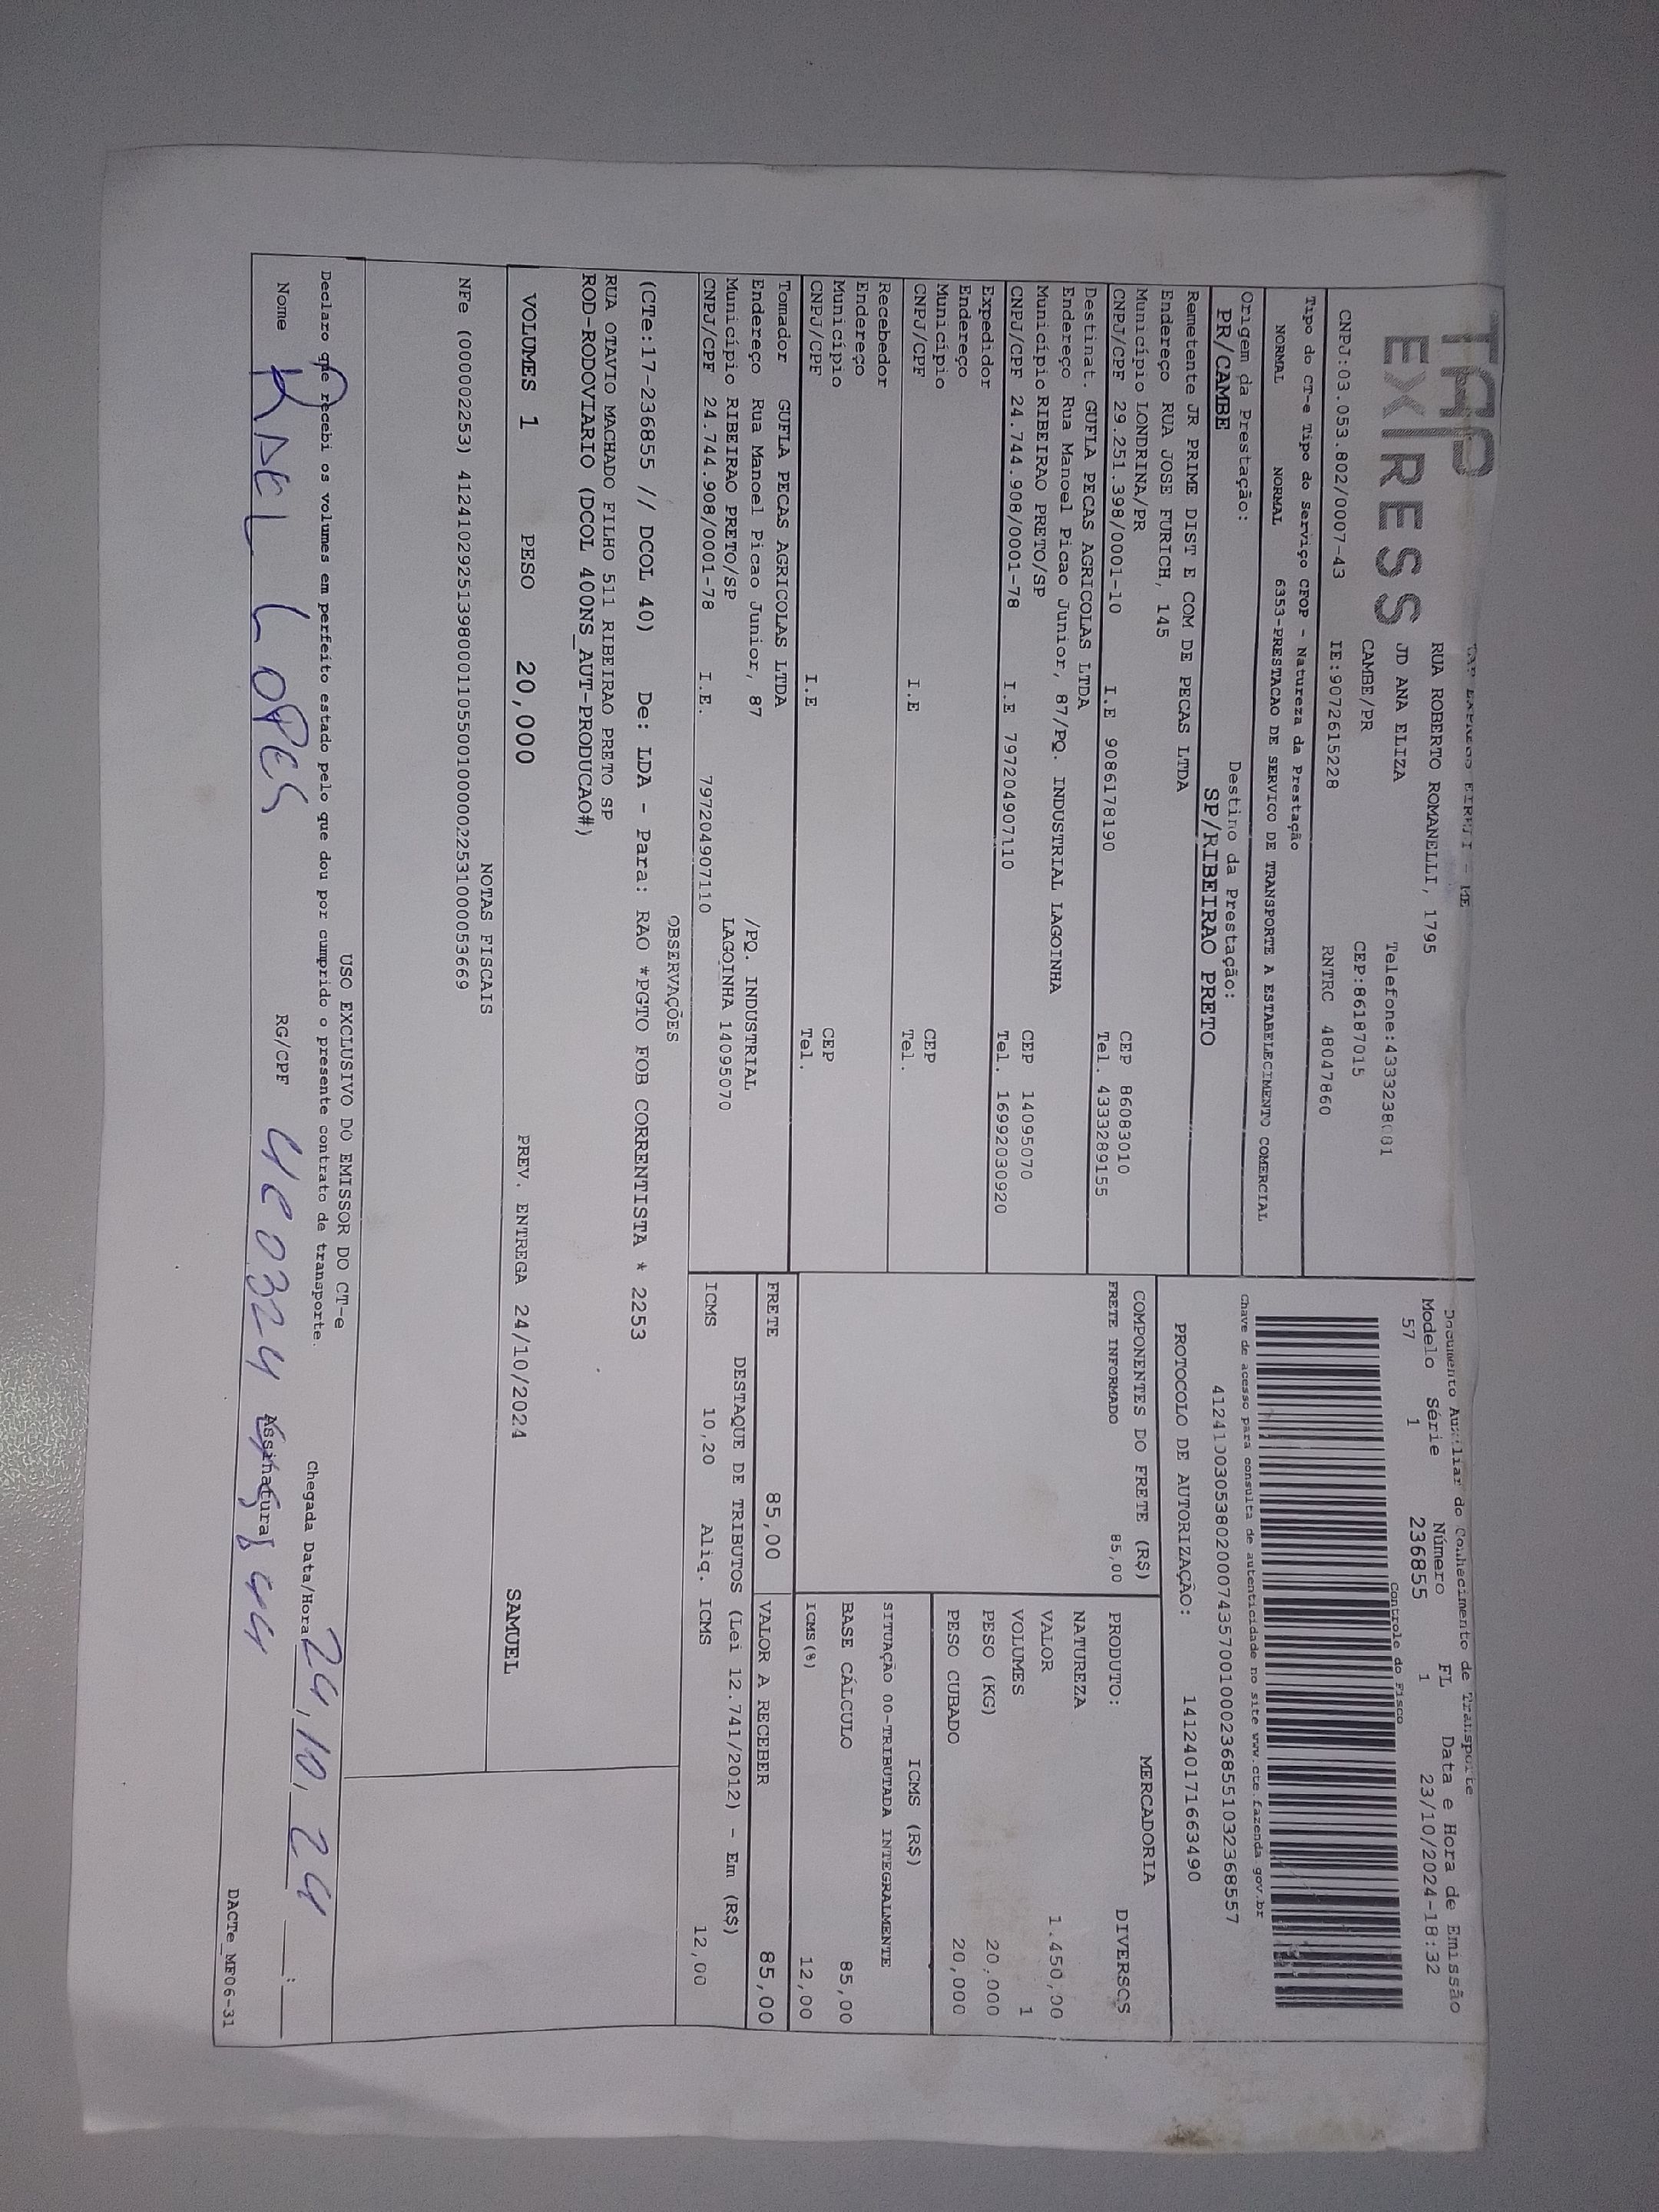 TAP
EXPRESS
TAP EXPRESS EIRELI - ME
RUA ROBERTO ROMANELLI, 1795
JD ANA ELIZA Telefone:4333238081
CAMBE/PR CEP:86187015
CNPJ:03.053.802/0007-43 IE:9072615228 RNTRC 48047860
Documento Auxiliar do Conhecimento de Transporte
Modelo Série Número FL Data e Hora de Emissão
57 1 236855 1 23/10/2024-18:32
Controle do Fisco
Chave de acesso para consulta de autenticidade no site www.cte.fazenda.gov.br
41241003053802000743570010002368551032368557
PROTOCOLO DE AUTORIZAÇÃO: 141240171663490
Tipo do CT-e Tipo do Serviço CFOP - Natureza da Prestação
NORMAL NORMAL 6353-PRESTACAO DE SERVICO DE TRANSPORTE A ESTABELECIMENTO COMERCIAL
Origem da Prestação: Destino da Prestação:
PR/CAMBE SP/RIBEIRAO PRETO
Remetente JR PRIME DIST E COM DE PECAS LTDA
Endereço RUA JOSE FURICH, 145
Município LONDRINA/PR CEP 86083010
CNPJ/CPF 29.251.398/0001-10 I.E 9086178190 Tel. 4333289155
Destinat. GUFLA PECAS AGRICOLAS LTDA
Endereço Rua Manoel Picao Junior, 87/PQ. INDUSTRIAL LAGOINHA
Município RIBEIRAO PRETO/SP CEP 14095070
CNPJ/CPF 24.744.908/0001-78 I.E 797204907110 Tel. 16992030920
Expedidor
Endereço
Município CEP
CNPJ/CPF I.E Tel.
Recebedor
Endereço
Município CEP
CNPJ/CPF I.E Tel.
Tomador GUFLA PECAS AGRICOLAS LTDA
Endereço Rua Manoel Picao Junior, 87 /PQ. INDUSTRIAL
Município RIBEIRAO PRETO/SP LAGOINHA 14095070
CNPJ/CPF 24.744.908/0001-78 I.E. 797204907110
COMPONENTES DO FRETE (R$)
FRETE INFORMADO 85,00
MERCADORIA
PRODUTO: DIVERSOS
NATUREZA
VALOR 1.450,00
VOLUMES 1
PESO (KG) 20,000
PESO CUBADO 20,000
ICMS (R$)
SITUAÇÃO 00-TRIBUTADA INTEGRALMENTE
BASE CÁLCULO 85,00
ICMS(%) 12,00
FRETE 85,00 VALOR A RECEBER 85,00
DESTAQUE DE TRIBUTOS (Lei 12.741/2012) - Em (R$)
ICMS 10,20 Aliq. ICMS 12,00
OBSERVAÇÕES
(CTe:17-236855 // DCOL 40) De: LDA - Para: RAO *PGTO FOB CORRENTISTA * 2253
RUA OTAVIO MACHADO FILHO 511 RIBEIRAO PRETO SP
ROD-RODOVIARIO (DCOL 400NS_AUT-PRODUCAO#)
VOLUMES 1 PESO 20,000 PREV. ENTREGA 24/10/2024 SAMUEL
NOTAS FISCAIS
NFe (000002253) 41241029251398000110550010000022531000053669
USO EXCLUSIVO DO EMISSOR DO CT-e
Declaro que recebi os volumes em perfeito estado pelo que dou por cumprido o presente contrato de transporte.
Chegada Data/Hora 24,10,24 :
Nome LOPES RG/CPF Assinatura
DACTe_MF06-31